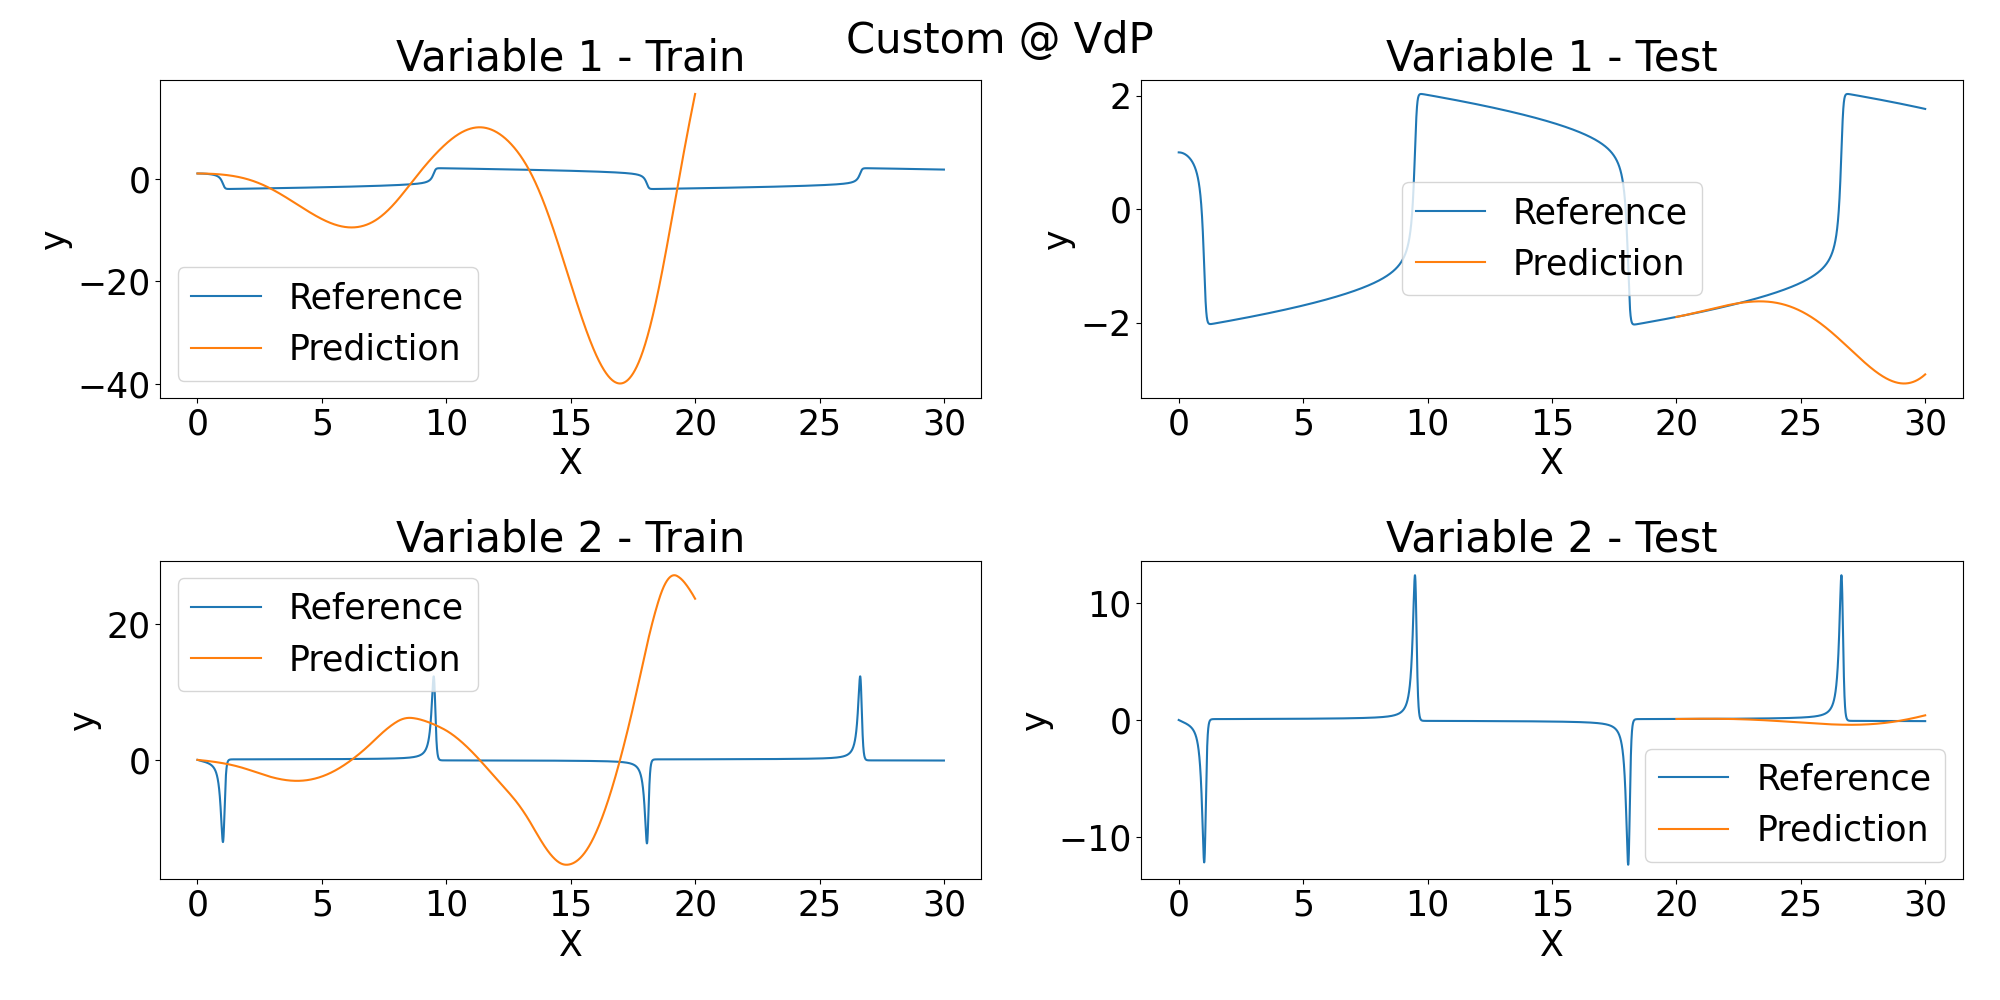 Custom @ VdP
Variable 1 - Train
0
−20
−40
y
Reference
Prediction
0 5 10 15 20 25 30
X
Variable 1 - Test
2
0
−2
y
Reference
Prediction
0 5 10 15 20 25 30
X
Variable 2 - Train
20
0
y
Reference
Prediction
0 5 10 15 20 25 30
X
Variable 2 - Test
10
0
−10
y
Reference
Prediction
0 5 10 15 20 25 30
X